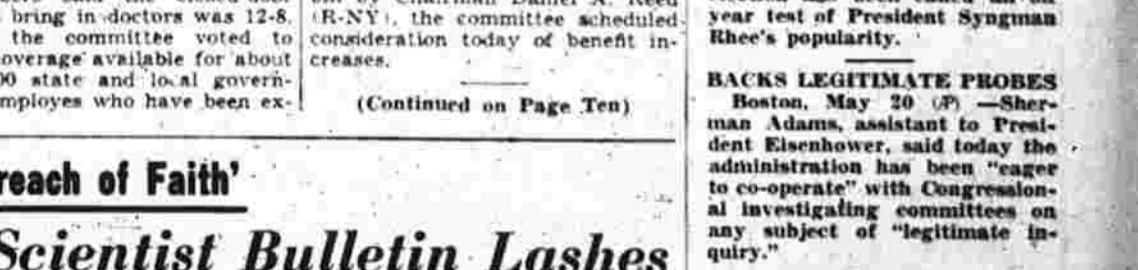 bring in doctors was 12-8.
the committee voted to
overage available for about
00 state and local govern-
mployes who have been ex-
(R-NY), the committee scheduled
consideration today of benefit in-
creases.
(Continued on Page Ten)
reach of Faith'
Scientist Bulletin Lashes
year test of President Syngman
Rhee's popularity.
BACKS LEGITIMATE PROBES
Boston, May 20 (AP) —Sher-
man Adams, assistant to Presi-
dent Eisenhower, said today the
administration has been "eager
to co-operate" with Congression-
al investigating committees on
any subject of "legitimate in-
quiry."